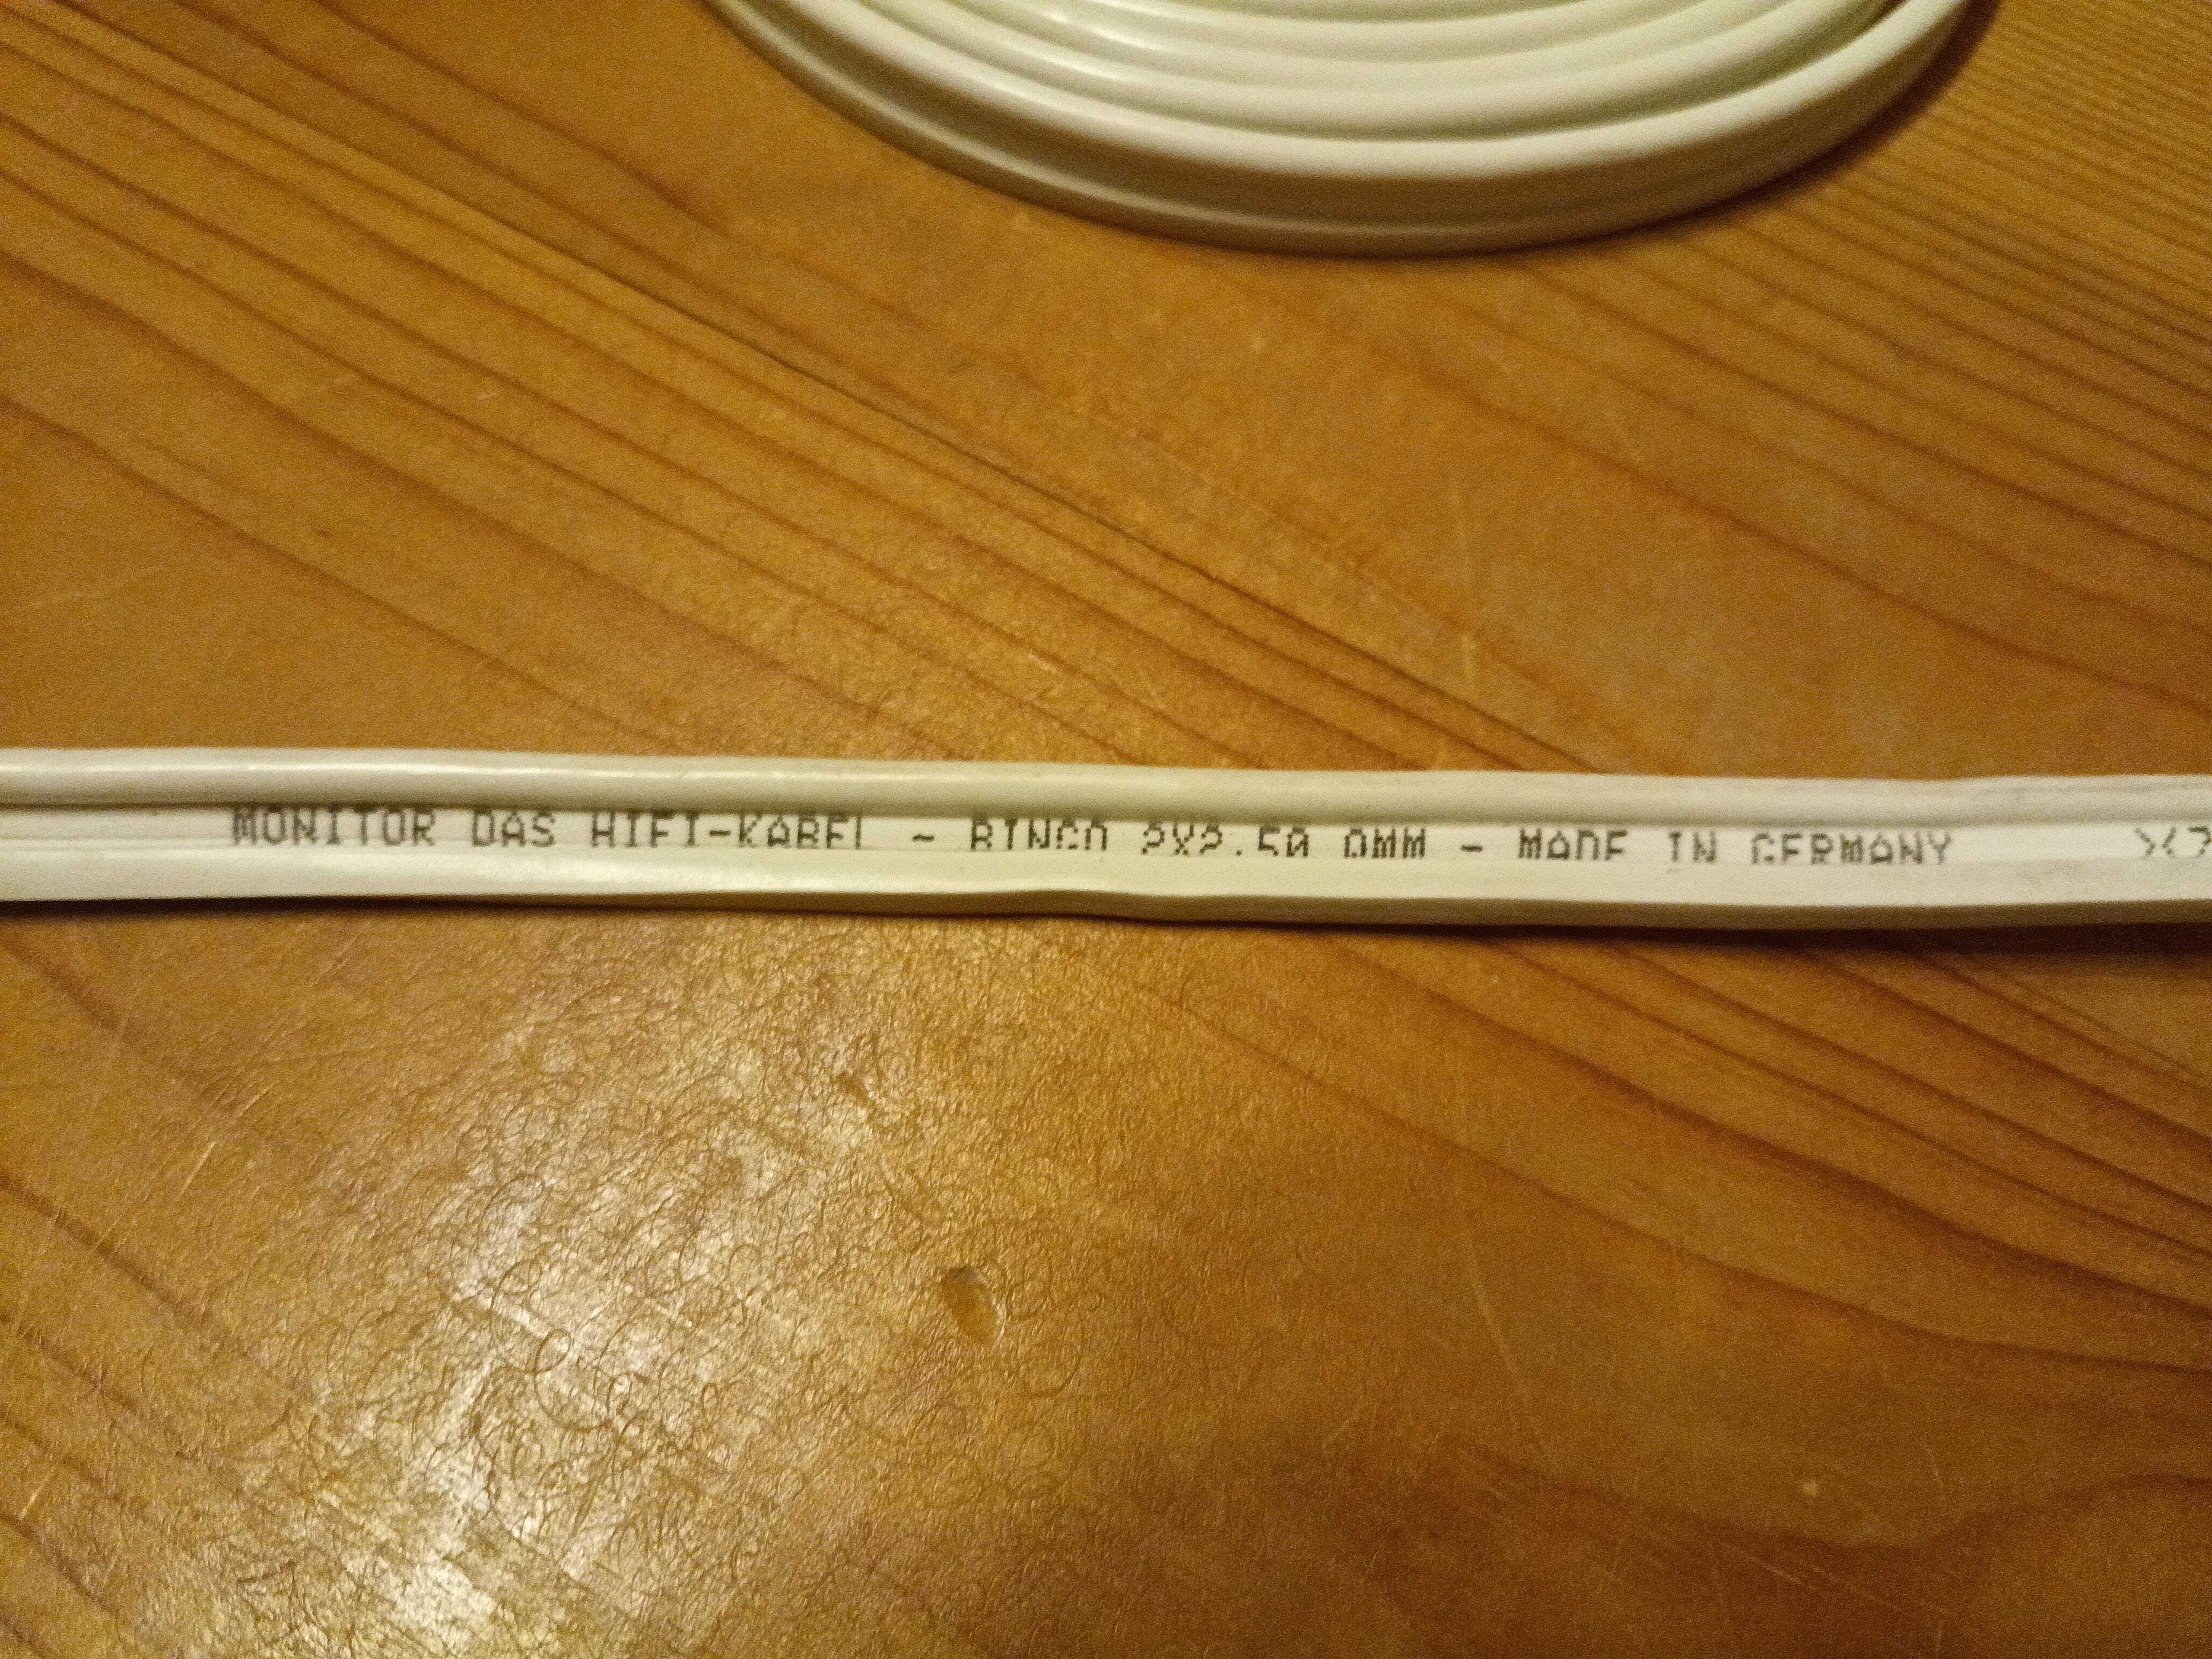 MONITOR DAS HIFI-KABEL - BINCO 2X2.50 QMM - MADE IN GERMANY